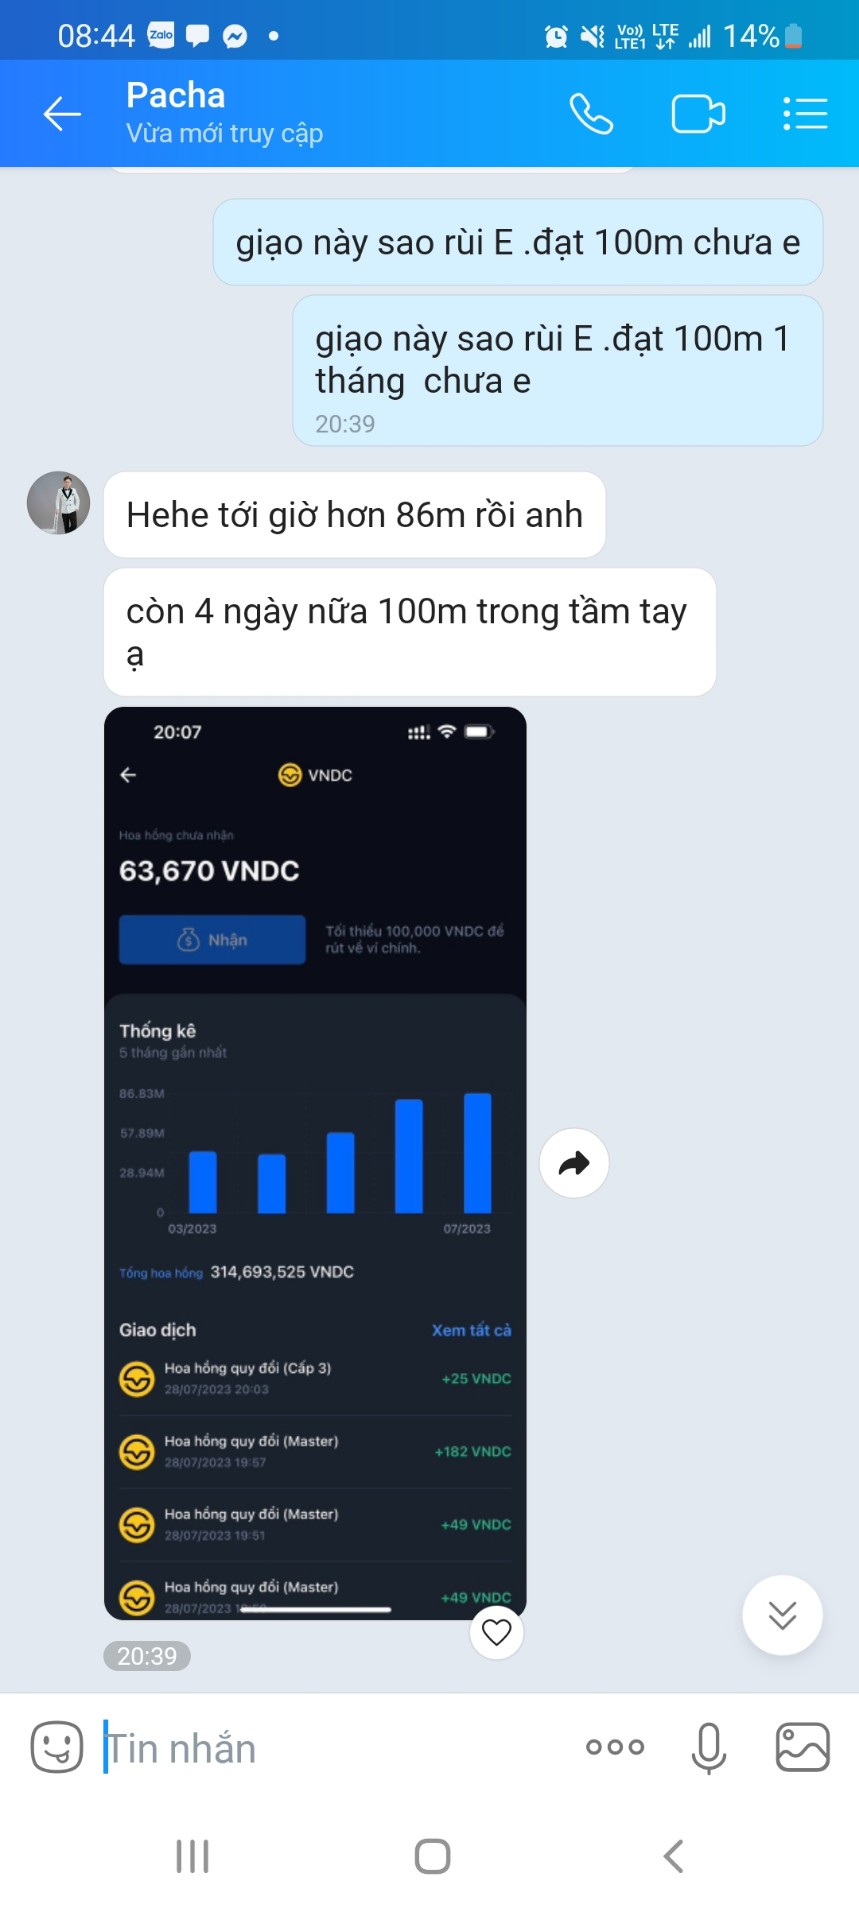 08:44 Zalo Vo)) LTE1 LTE 14%
Pacha
Vừa mới truy cập
giạo này sao rùi E .đạt 100m chưa e
giạo này sao rùi E .đạt 100m 1
tháng chưa e
20:39
Hehe tới giờ hơn 86m rồi anh
còn 4 ngày nữa 100m trong tầm tay
ạ
20:07
VNDC
Hoa hồng chưa nhận
63,670 VNDC
Nhận
Tối thiểu 100,000 VNDC để
rút về ví chính.
Thống kê
5 tháng gần nhất
86.83M
57.89M
28.94M
0
03/2023 07/2023
Tổng hoa hồng 314,693,525 VNDC
Giao dịch Xem tất cả
Hoa hồng quy đổi (Cấp 3)
28/07/2023 20:03
+25 VNDC
Hoa hồng quy đổi (Master)
28/07/2023 19:57
+182 VNDC
Hoa hồng quy đổi (Master)
28/07/2023 19:51
+49 VNDC
Hoa hồng quy đổi (Master)
28/07/2023
+49 VNDC
20:39
Tin nhắn